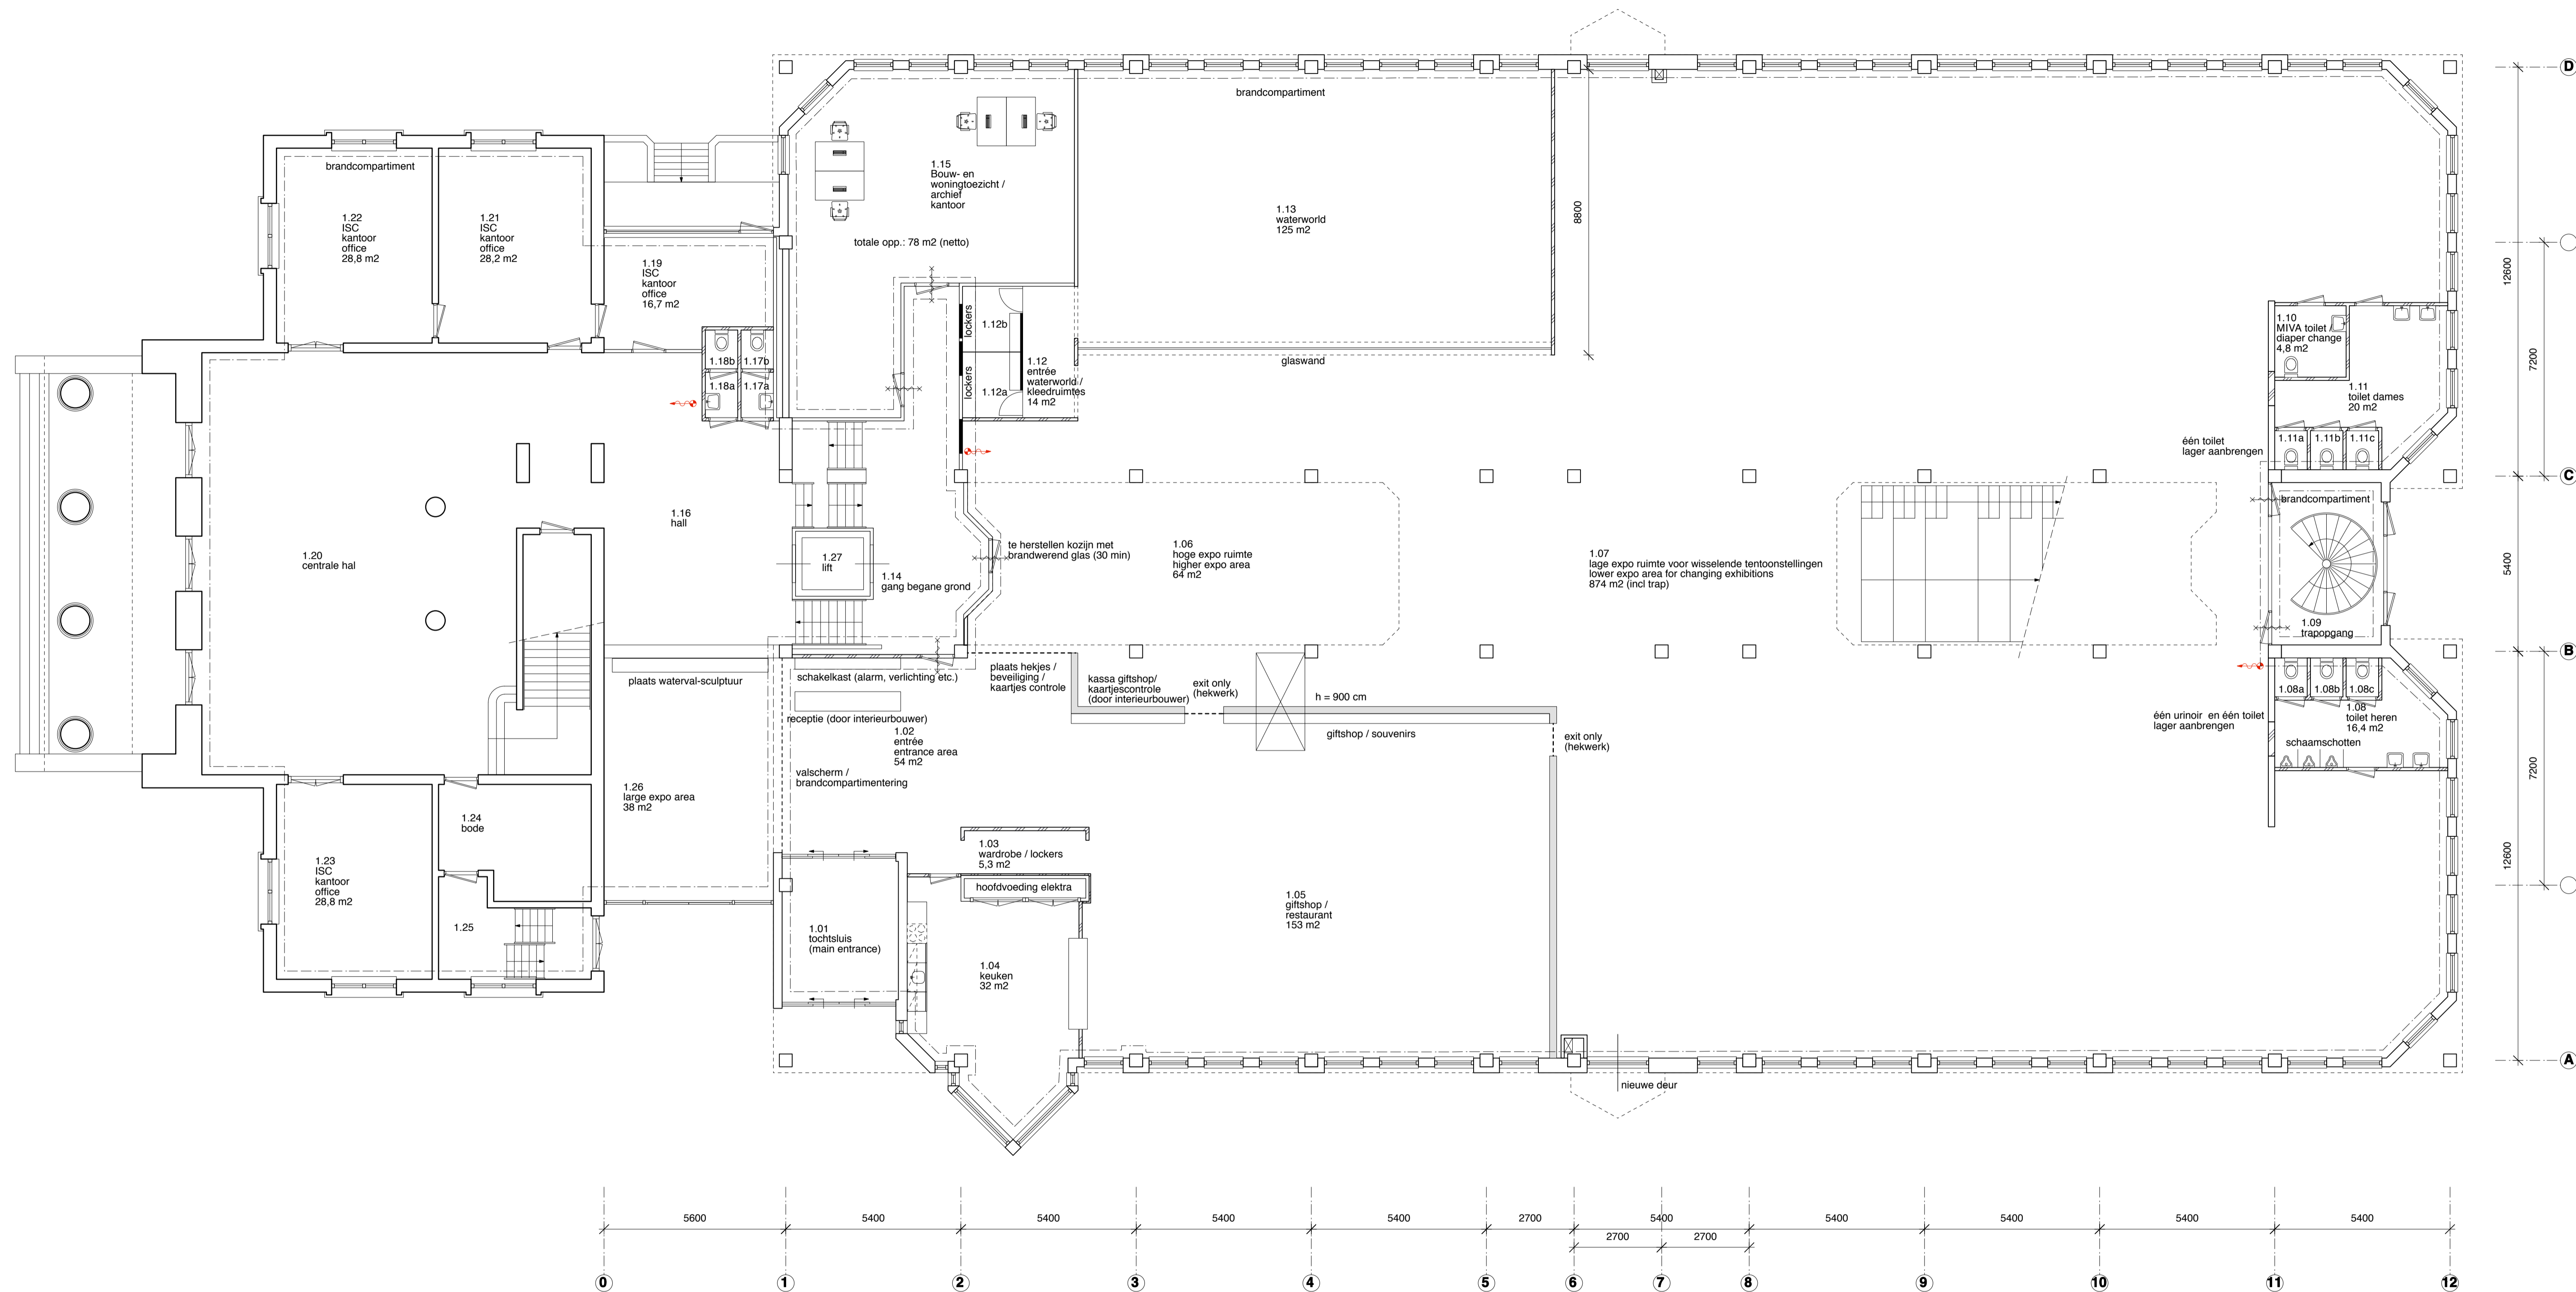 D
brandcompartiment
1.15
Bouw- en
woningtoezicht /
archief
kantoor
totale opp.: 78 m2 (netto)
brandcompartiment
1.22
ISC
kantoor
office
28,8 m2
1.21
ISC
kantoor
office
28,2 m2
1.19
ISC
kantoor
office
16,7 m2
1.13
waterworld
125 m2
8800
12600
7200
1.18b
1.17b
1.18a
1.17a
lockers
lockers
1.12b
1.12a
1.12
entrée
waterworld /
kleedruimtes
14 m2
glaswand
1.10
MIVA toilet /
diaper change
4,8 m2
1.11
toilet dames
20 m2
1.11a
1.11b
1.11c
één toilet
lager aanbrengen
C
brandcompartiment
1.16
hall
1.20
centrale hal
1.27
lift
1.14
gang begane grond
te herstellen kozijn met
brandwerend glas (30 min)
1.06
hoge expo ruimte
higher expo area
64 m2
1.07
lage expo ruimte voor wisselende tentoonstellingen
lower expo area for changing exhibitions
874 m2 (incl trap)
5400
1.09
trapopgang
B
plaats waterval-sculptuur
schakelkast (alarm, verlichting etc.)
receptie (door interieurbouwer)
1.02
entrée
entrance area
54 m2
plaats hekjes /
beveiliging /
kaartjes controle
kassa giftshop/
kaartjescontrole
(door interieurbouwer)
exit only
(hekwerk)
h = 900 cm
giftshop / souvenirs
exit only
(hekwerk)
1.08a
1.08b
1.08c
1.08
toilet heren
16,4 m2
één urinoir  en één toilet
lager aanbrengen
schaamschotten
7200
12600
valscherm /
brandcompartimentering
1.26
large expo area
38 m2
1.24
bode
1.23
ISC
kantoor
office
28,8 m2
1.25
1.03
wardrobe / lockers
5,3 m2
hoofdvoeding elektra
1.01
tochtsluis
(main entrance)
1.04
keuken
32 m2
1.05
giftshop /
restaurant
153 m2
A
nieuwe deur
5600
5400
5400
5400
5400
2700
5400
5400
5400
5400
5400
2700
2700
0
1
2
3
4
5
6
7
8
9
10
11
12